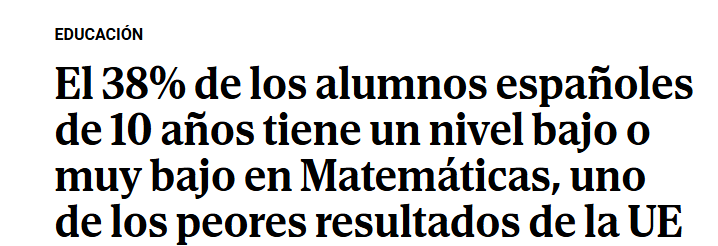 EDUCACIÓN
El 38% de los alumnos españoles
de 10 años tiene un nivel bajo o
muy bajo en Matemáticas, uno
de los peores resultados de la UE